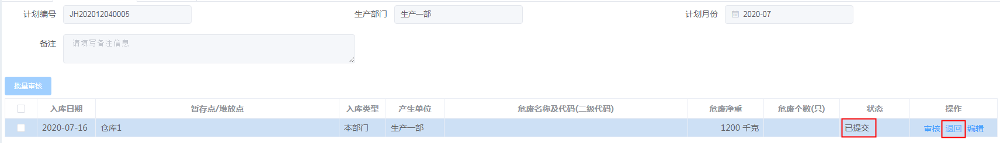 计划编号 JH202012040005 生产部门 生产一部 计划月份 2020-07
备注 请填写备注信息
批量审核
入库日期 暂存点/堆放点 入库类型 产生单位 危废名称及代码(二级代码) 危废净重 危废个数(只) 状态 操作
2020-07-16 仓库1 本部门 生产一部 1200 千克 已提交 审核 退回 编辑